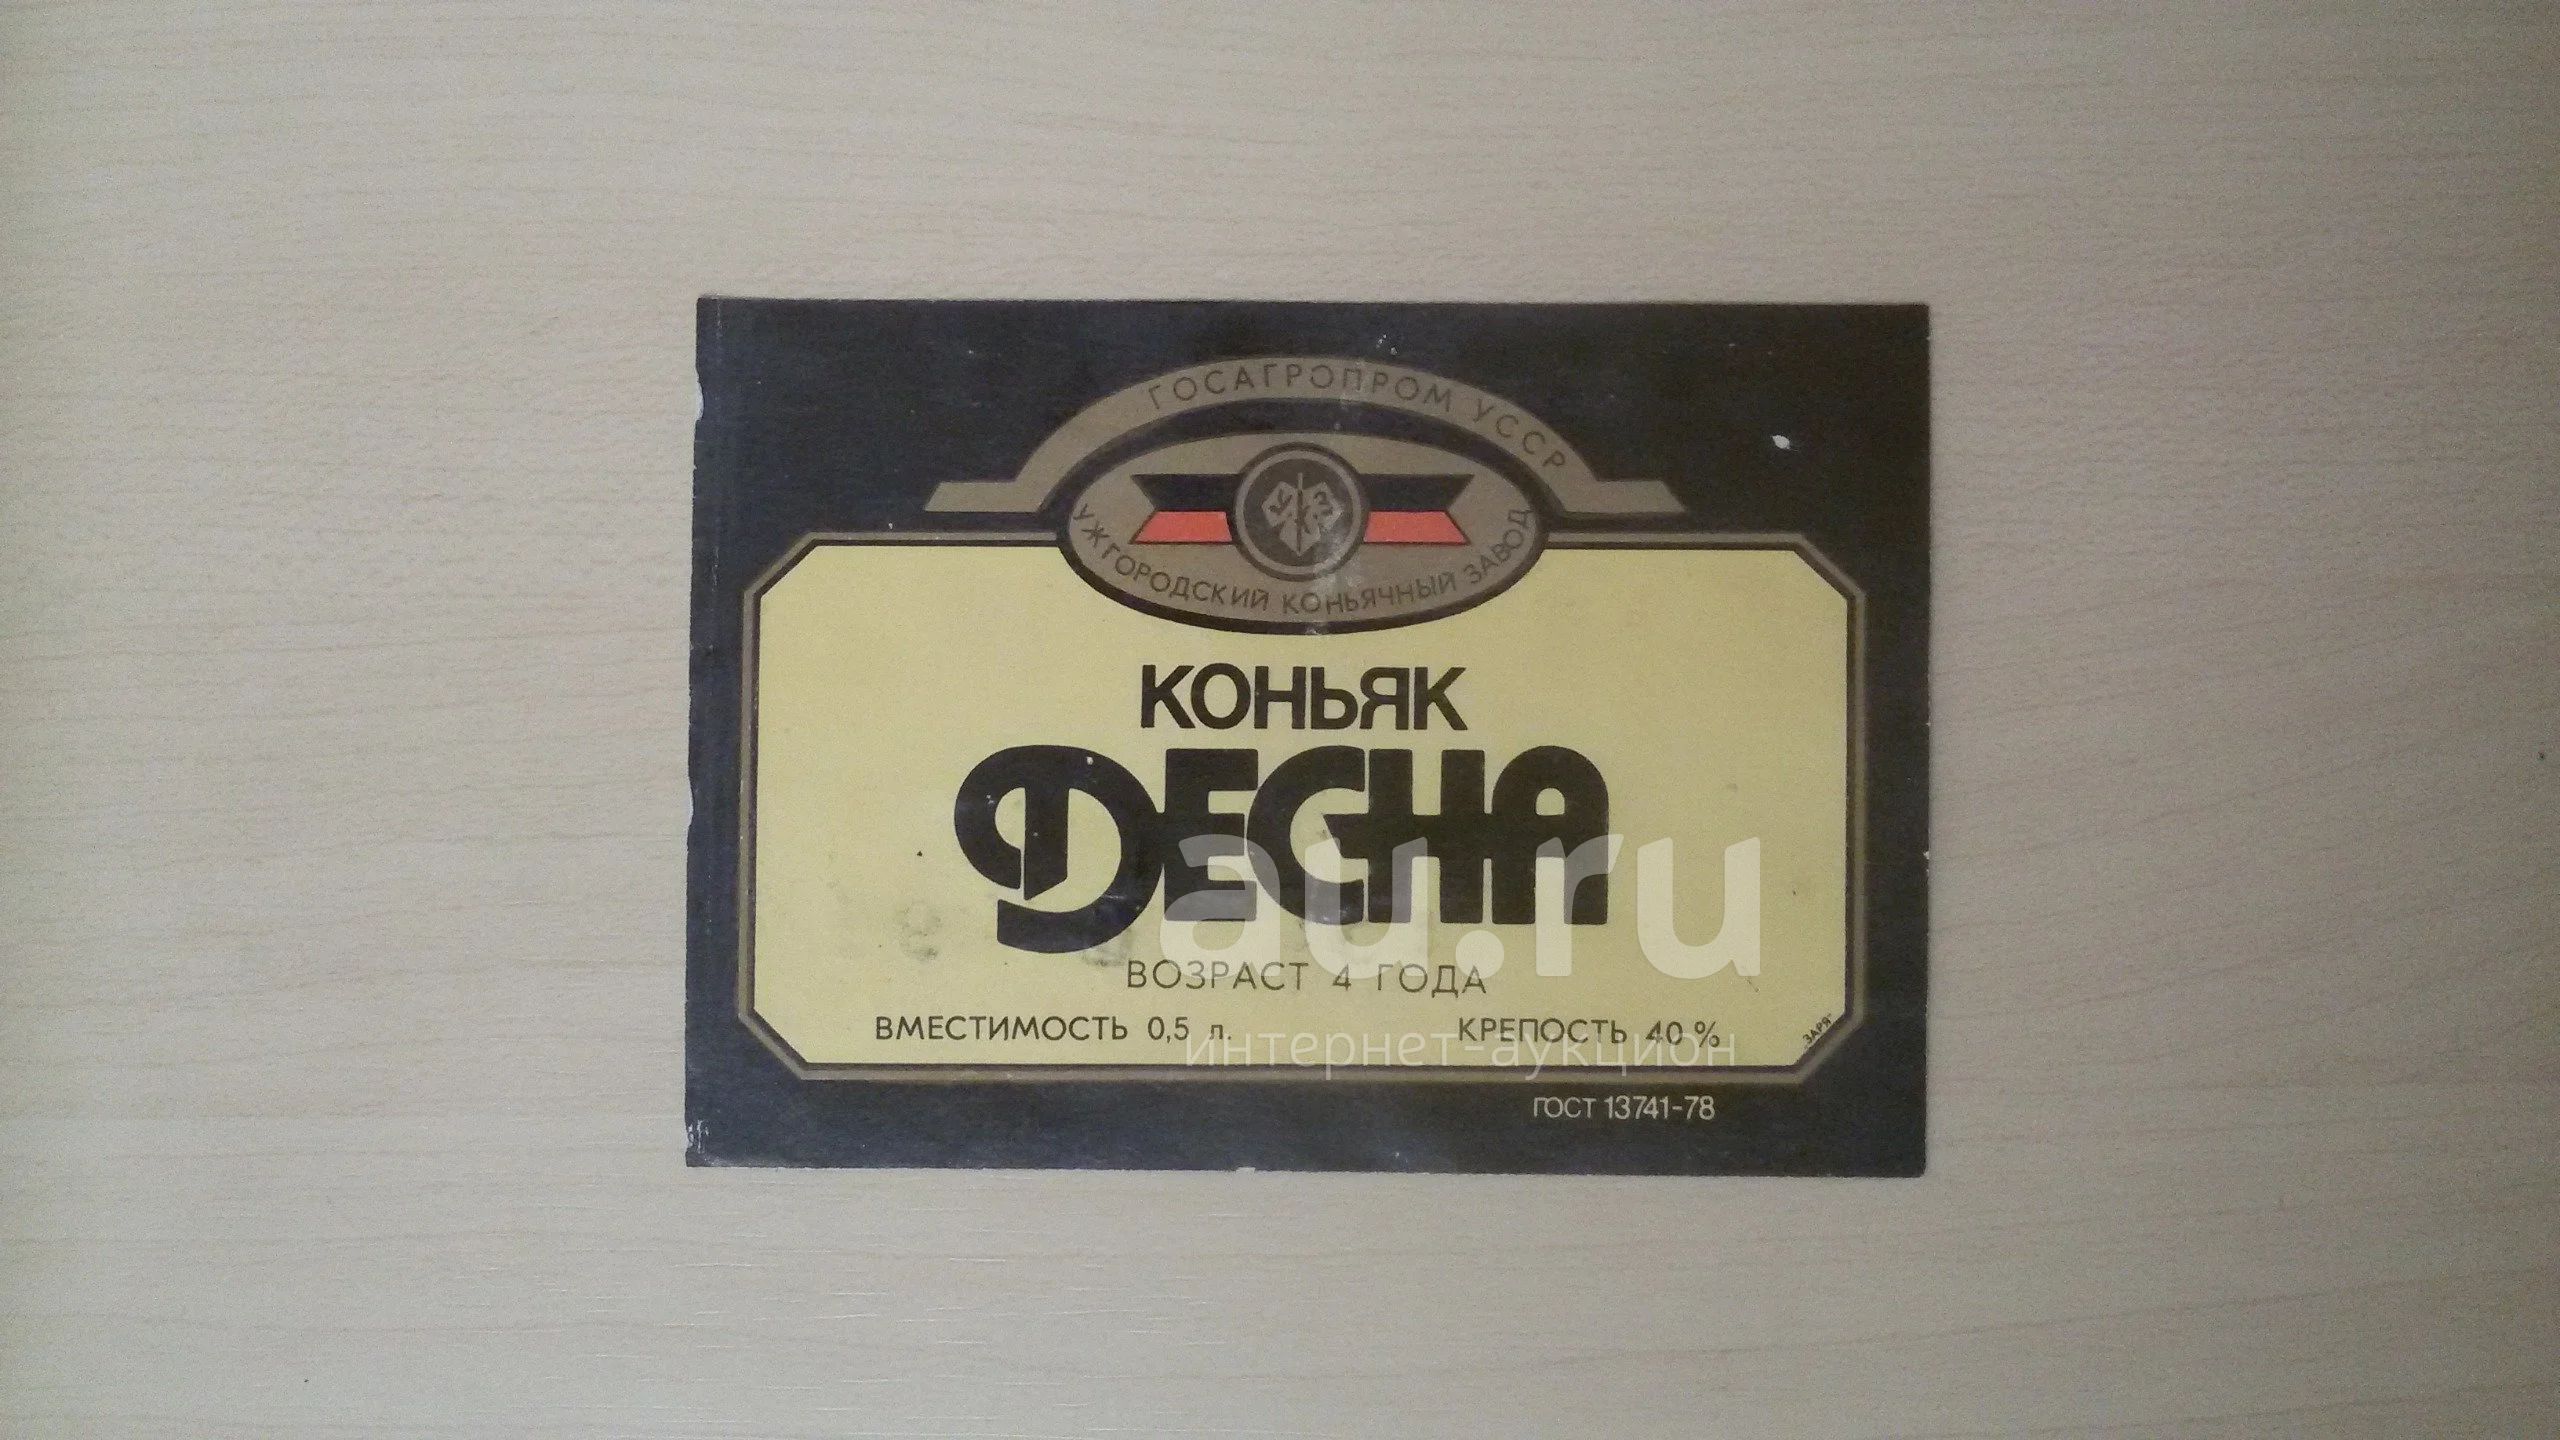 ГОСАГРОПРОМ УССР
К З
УЖГОРОДСКИЙ КОНЬЯЧНЫЙ ЗАВОД
КОНЬЯК
ДЕСНА
ВОЗРАСТ 4 ГОДА
ВМЕСТИМОСТЬ 0,5 л. КРЕПОСТЬ 40 %
„ЗАРЯ“
ГОСТ 13741-78
au.ru
интернет-аукцион